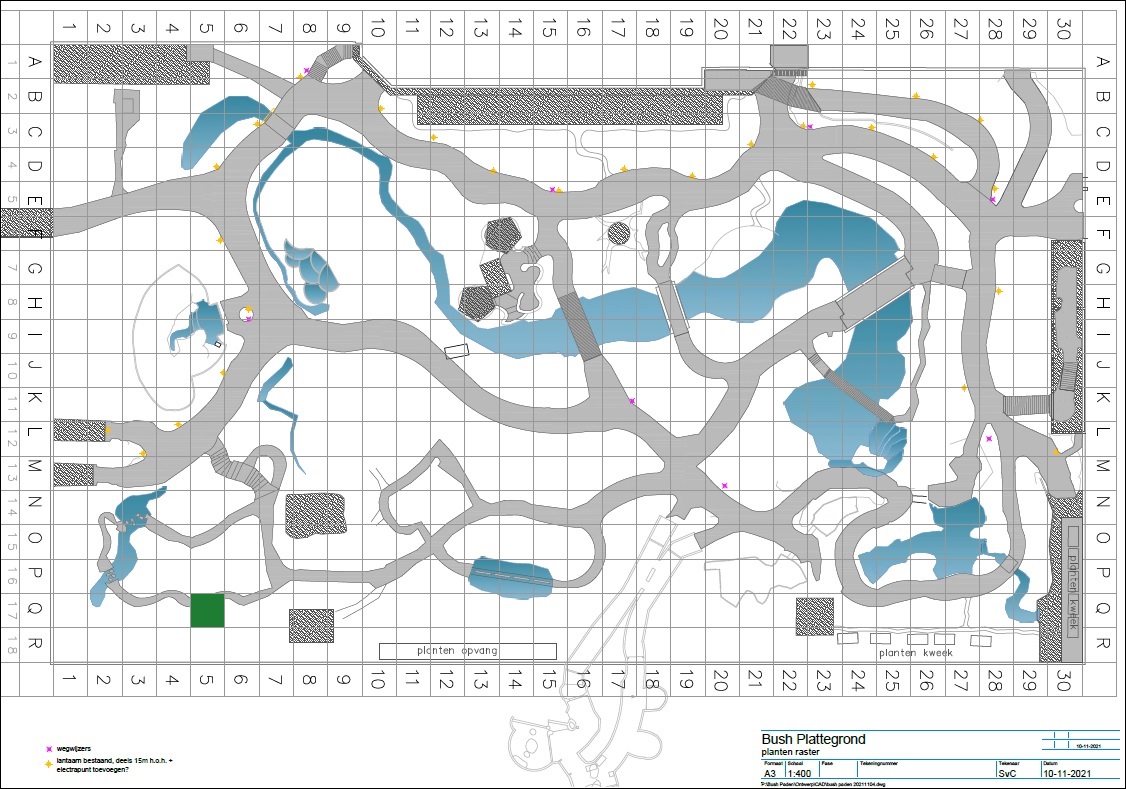 1 2 3 4 5 6 7 8 9 10 11 12 13 14 15 16 17 18 19 20 21 22 23 24 25 26 27 28 29 30
1 A A
2 B B
3 C C
4 D D
5 E E
6 F F
7 G G
8 H H
9 I I
10 J J
11 K K
12 L L
13 M M
14 N N
15 O O
16 P P
17 Q Q
18 R R
planten kweek
planten opvang
planten kweek
1 2 3 4 5 6 7 8 9 10 11 12 13 14 15 16 17 18 19 20 21 22 23 24 25 26 27 28 29 30
wegwijzers
lantaarn bestaand, deels 15m h.o.h. +
electrapunt toevoegen?
Bush Plattegrond
planten raster
10-11-2021
Formaat Schaal Fase Tekeningnummer Tekenaar Datum
A3 1:400 SvC 10-11-2021
P:\Bush Paden\Ontwerp\CAD\bush paden 20211104.dwg